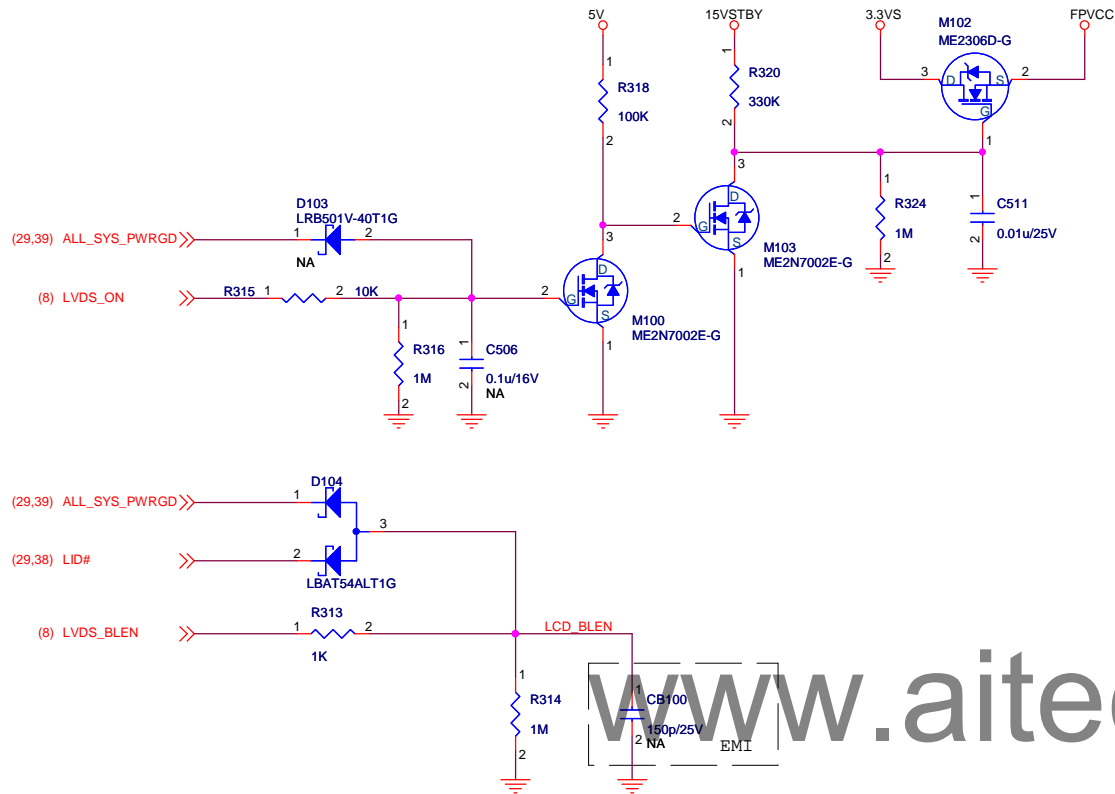 5V
15VSTBY
3.3VS
FPVCC
M102
ME2306D-G
1
R318
100K
2
1
R320
330K
2
3
D
S
G
2
1
3
D
G
S
2
1
M103
ME2N7002E-G
1
R324
1M
2
1
C511
0.01u/25V
2
D103
LRB501V-40T1G
(29,39) ALL_SYS_PWRGD
1
2
NA
(8) LVDS_ON
R315
1
2
10K
1
R316
1M
2
1
C506
0.1u/16V
2
NA
3
D
G
S
2
1
M100
ME2N7002E-G
(29,39) ALL_SYS_PWRGD
1
D104
3
(29,38) LID#
2
LBAT54ALT1G
R313
(8) LVDS_BLEN
1
2
1K
LCD_BLEN
1
R314
1M
2
1
CB100
150p/25V
2
NA
EMI
www.aitec